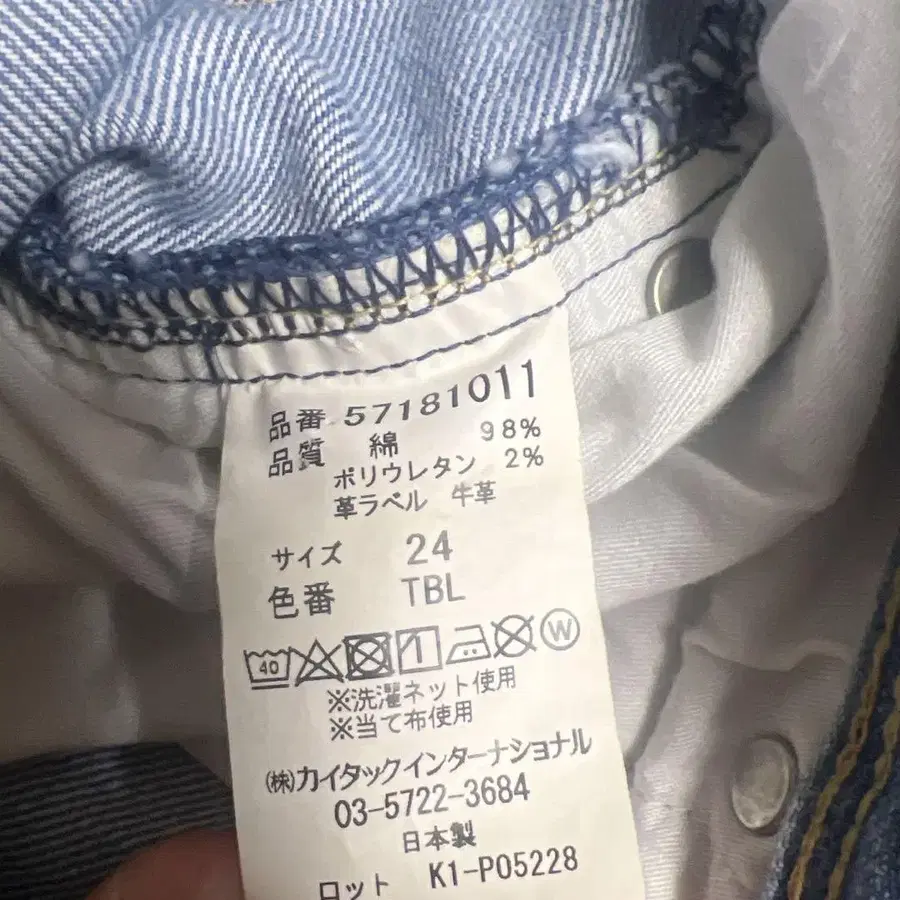 品番 57181011
品質 綿 98%
ポリウレタン 2%
革ラベル 牛革
サイズ 24
色番 TBL
40 W
※洗濯ネット使用
※当て布使用
(株)カイタックインターナショナル
03-5722-3684
日本製
ロット K1-P05228